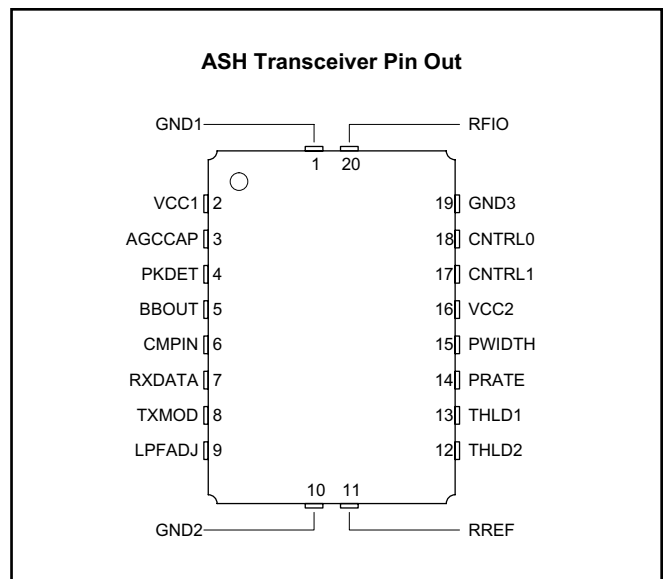 ASH Transceiver Pin Out
GND1 RFIO
1 20
VCC1 2 19 GND3
AGCCAP 3 18 CNTRL0
PKDET 4 17 CNTRL1
BBOUT 5 16 VCC2
CMPIN 6 15 PWIDTH
RXDATA 7 14 PRATE
TXMOD 8 13 THLD1
LPFADJ 9 12 THLD2
10 11
GND2 RREF